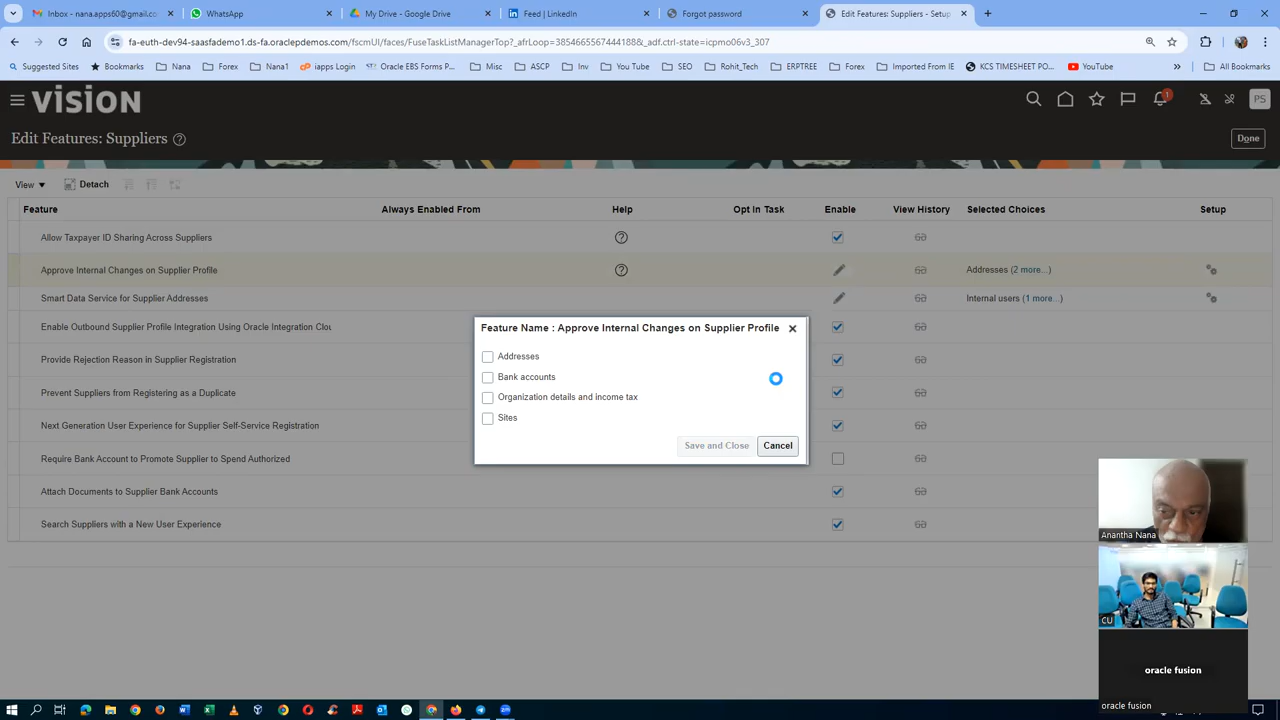 Inbox - nana.apps60@gmail.co
WhatsApp
My Drive - Google Drive
Feed | LinkedIn
Forgot password
Edit Features: Suppliers - Setup
fa-euth-dev94-saasfademo1.ds-fa.oraclepdemos.com/fscmUI/faces/FuseTaskListManagerTop?_afrLoop=38546655674441888&_adf.ctrl-state=icpmo06v3_307
Suggested Sites
Bookmarks
Nana
Forex
Nana1
iapps Login
Oracle EBS Forms P...
Misc
ASCP
Inv
You Tube
SEO
Rohit_Tech
ERPTREE
Forex
Imported From IE
KCS TIMESHEET PO...
YouTube
All Bookmarks
VISION
1
PS
Edit Features: Suppliers
Done
View
Detach
Feature
Always Enabled From
Help
Opt In Task
Enable
View History
Selected Choices
Setup
Allow Taxpayer ID Sharing Across Suppliers
Approve Internal Changes on Supplier Profile
Addresses (2 more...)
Smart Data Service for Supplier Addresses
Internal users (1 more...)
Enable Outbound Supplier Profile Integration Using Oracle Integration Clou
Provide Rejection Reason in Supplier Registration
Prevent Suppliers from Registering as a Duplicate
Next Generation User Experience for Supplier Self-Service Registration
Require Bank Account to Promote Supplier to Spend Authorized
Attach Documents to Supplier Bank Accounts
Search Suppliers with a New User Experience
Feature Name : Approve Internal Changes on Supplier Profile
Addresses
Bank accounts
Organization details and income tax
Sites
Save and Close
Cancel
Anantha Nana
CU
oracle fusion
oracle fusion